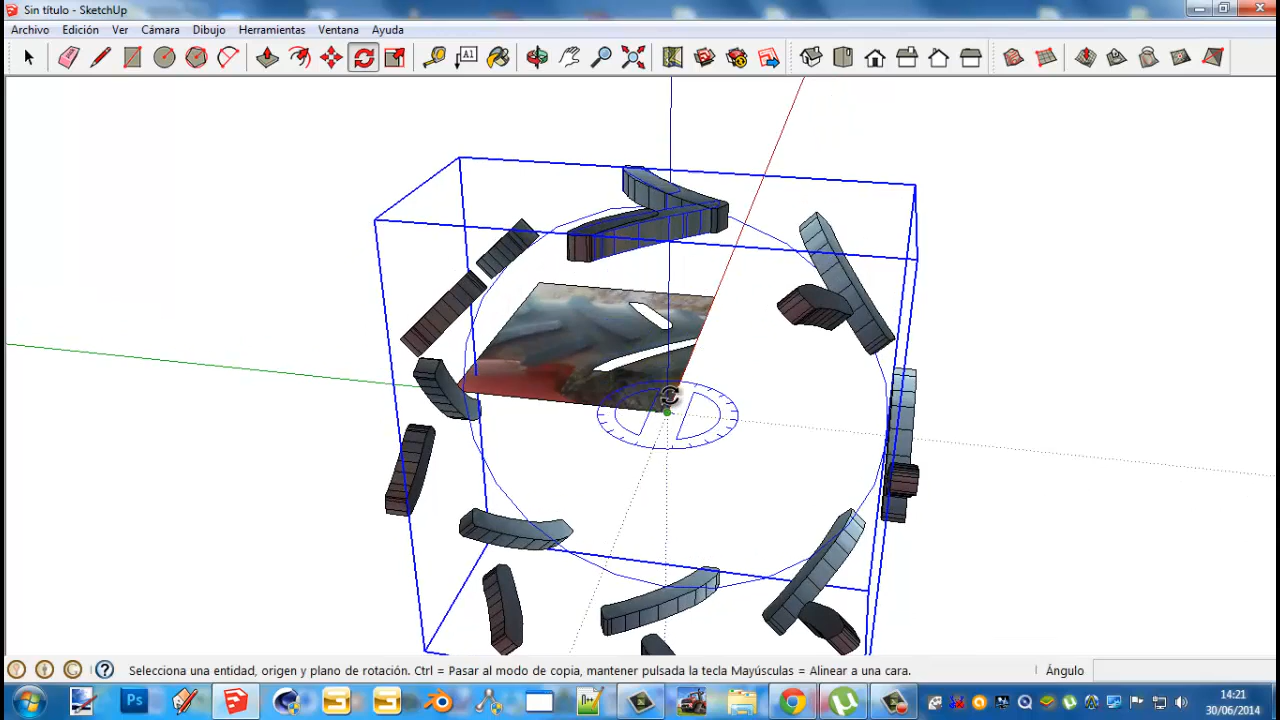 Sin título - SketchUp
Archivo Edición Ver Cámara Dibujo Herramientas Ventana Ayuda
A1
Selecciona una entidad, origen y plano de rotación. Ctrl = Pasar al modo de copia, mantener pulsada la tecla Mayúsculas = Alinear a una cara. Ángulo
Ps
14:21
30/06/2014